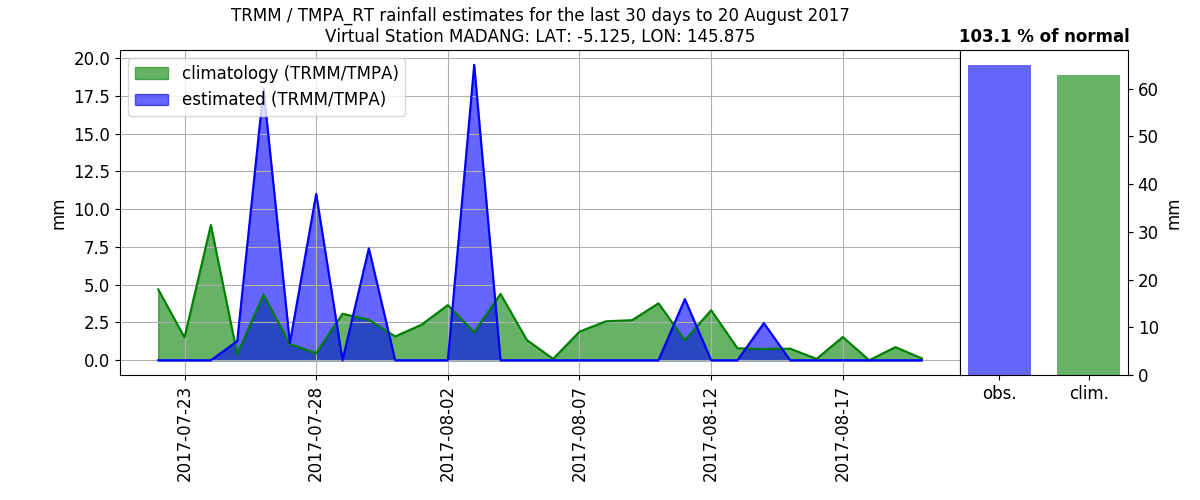 TRMM / TMPA_RT rainfall estimates for the last 30 days to 20 August 2017
Virtual Station MADANG: LAT: -5.125, LON: 145.875
103.1 % of normal
climatology (TRMM/TMPA)
estimated (TRMM/TMPA)
20.0
17.5
15.0
12.5
10.0
7.5
5.0
2.5
0.0
mm
2017-07-23
2017-07-28
2017-08-02
2017-08-07
2017-08-12
2017-08-17
60
50
40
30
20
10
0
mm
obs.
clim.